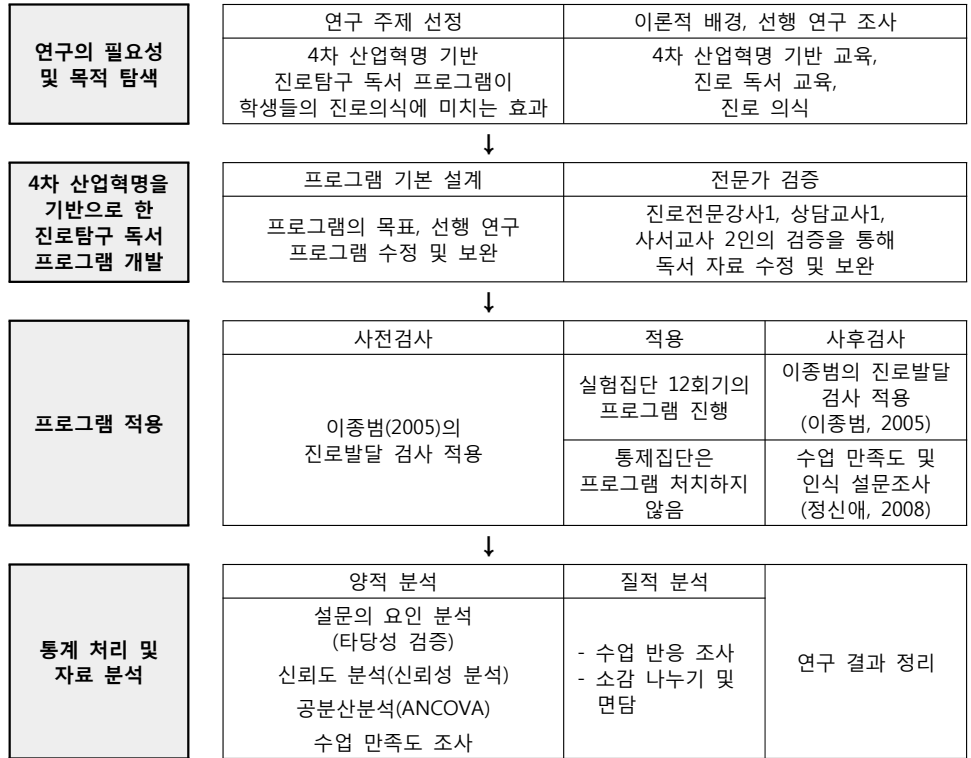 연구의 필요성
및 목적 탐색
연구 주제 선정
이론적 배경, 선행 연구 조사
4차 산업혁명 기반
진로탐구 독서 프로그램이
학생들의 진로의식에 미치는 효과
4차 산업혁명 기반 교육,
진로 독서 교육,
진로 의식
↓
4차 산업혁명을
기반으로 한
진로탐구 독서
프로그램 개발
프로그램 기본 설계
전문가 검증
프로그램의 목표, 선행 연구
프로그램 수정 및 보완
진로전문강사1, 상담교사1,
사서교사 2인의 검증을 통해
독서 자료 수정 및 보완
↓
프로그램 적용
사전검사
적용
사후검사
이종범(2005)의
진로발달 검사 적용
실험집단 12회기의
프로그램 진행
이종범의 진로발달
검사 적용
(이종범, 2005)
통제집단은
프로그램 처치하지
않음
수업 만족도 및
인식 설문조사
(정신애, 2008)
↓
통계 처리 및
자료 분석
양적 분석
질적 분석
설문의 요인 분석
(타당성 검증)
신뢰도 분석(신뢰성 분석)
공분산분석(ANCOVA)
수업 만족도 조사
- 수업 반응 조사
- 소감 나누기 및
면담
연구 결과 정리